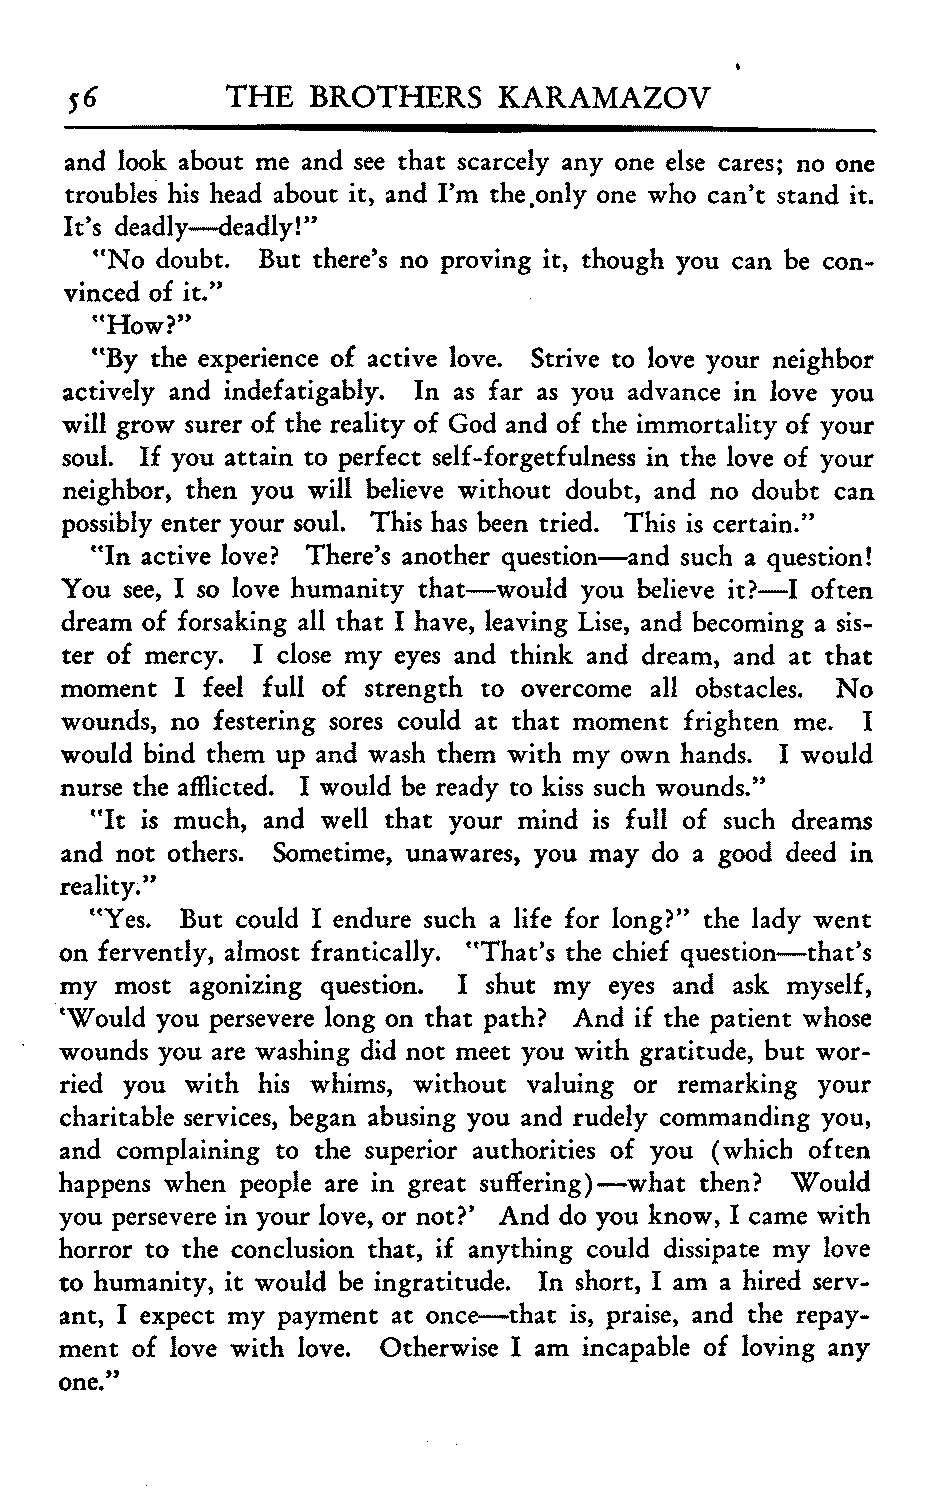 56 THE BROTHERS KARAMAZOV
and look about me and see that scarcely any one else cares; no one
troubles his head about it, and I'm the only one who can't stand it.
It's deadly—deadly!"
"No doubt. But there's no proving it, though you can be con-
vinced of it."
"How?"
"By the experience of active love. Strive to love your neighbor
actively and indefatigably. In as far as you advance in love you
will grow surer of the reality of God and of the immortality of your
soul. If you attain to perfect self-forgetfulness in the love of your
neighbor, then you will believe without doubt, and no doubt can
possibly enter your soul. This has been tried. This is certain."
"In active love? There's another question—and such a question!
You see, I so love humanity that—would you believe it?—I often
dream of forsaking all that I have, leaving Lise, and becoming a sis-
ter of mercy. I close my eyes and think and dream, and at that
moment I feel full of strength to overcome all obstacles. No
wounds, no festering sores could at that moment frighten me. I
would bind them up and wash them with my own hands. I would
nurse the afflicted. I would be ready to kiss such wounds."
"It is much, and well that your mind is full of such dreams
and not others. Sometime, unawares, you may do a good deed in
reality."
"Yes. But could I endure such a life for long?" the lady went
on fervently, almost frantically. "That's the chief question—that's
my most agonizing question. I shut my eyes and ask myself,
'Would you persevere long on that path? And if the patient whose
wounds you are washing did not meet you with gratitude, but wor-
ried you with his whims, without valuing or remarking your
charitable services, began abusing you and rudely commanding you,
and complaining to the superior authorities of you (which often
happens when people are in great suffering)—what then? Would
you persevere in your love, or not?' And do you know, I came with
horror to the conclusion that, if anything could dissipate my love
to humanity, it would be ingratitude. In short, I am a hired serv-
ant, I expect my payment at once—that is, praise, and the repay-
ment of love with love. Otherwise I am incapable of loving any
one."